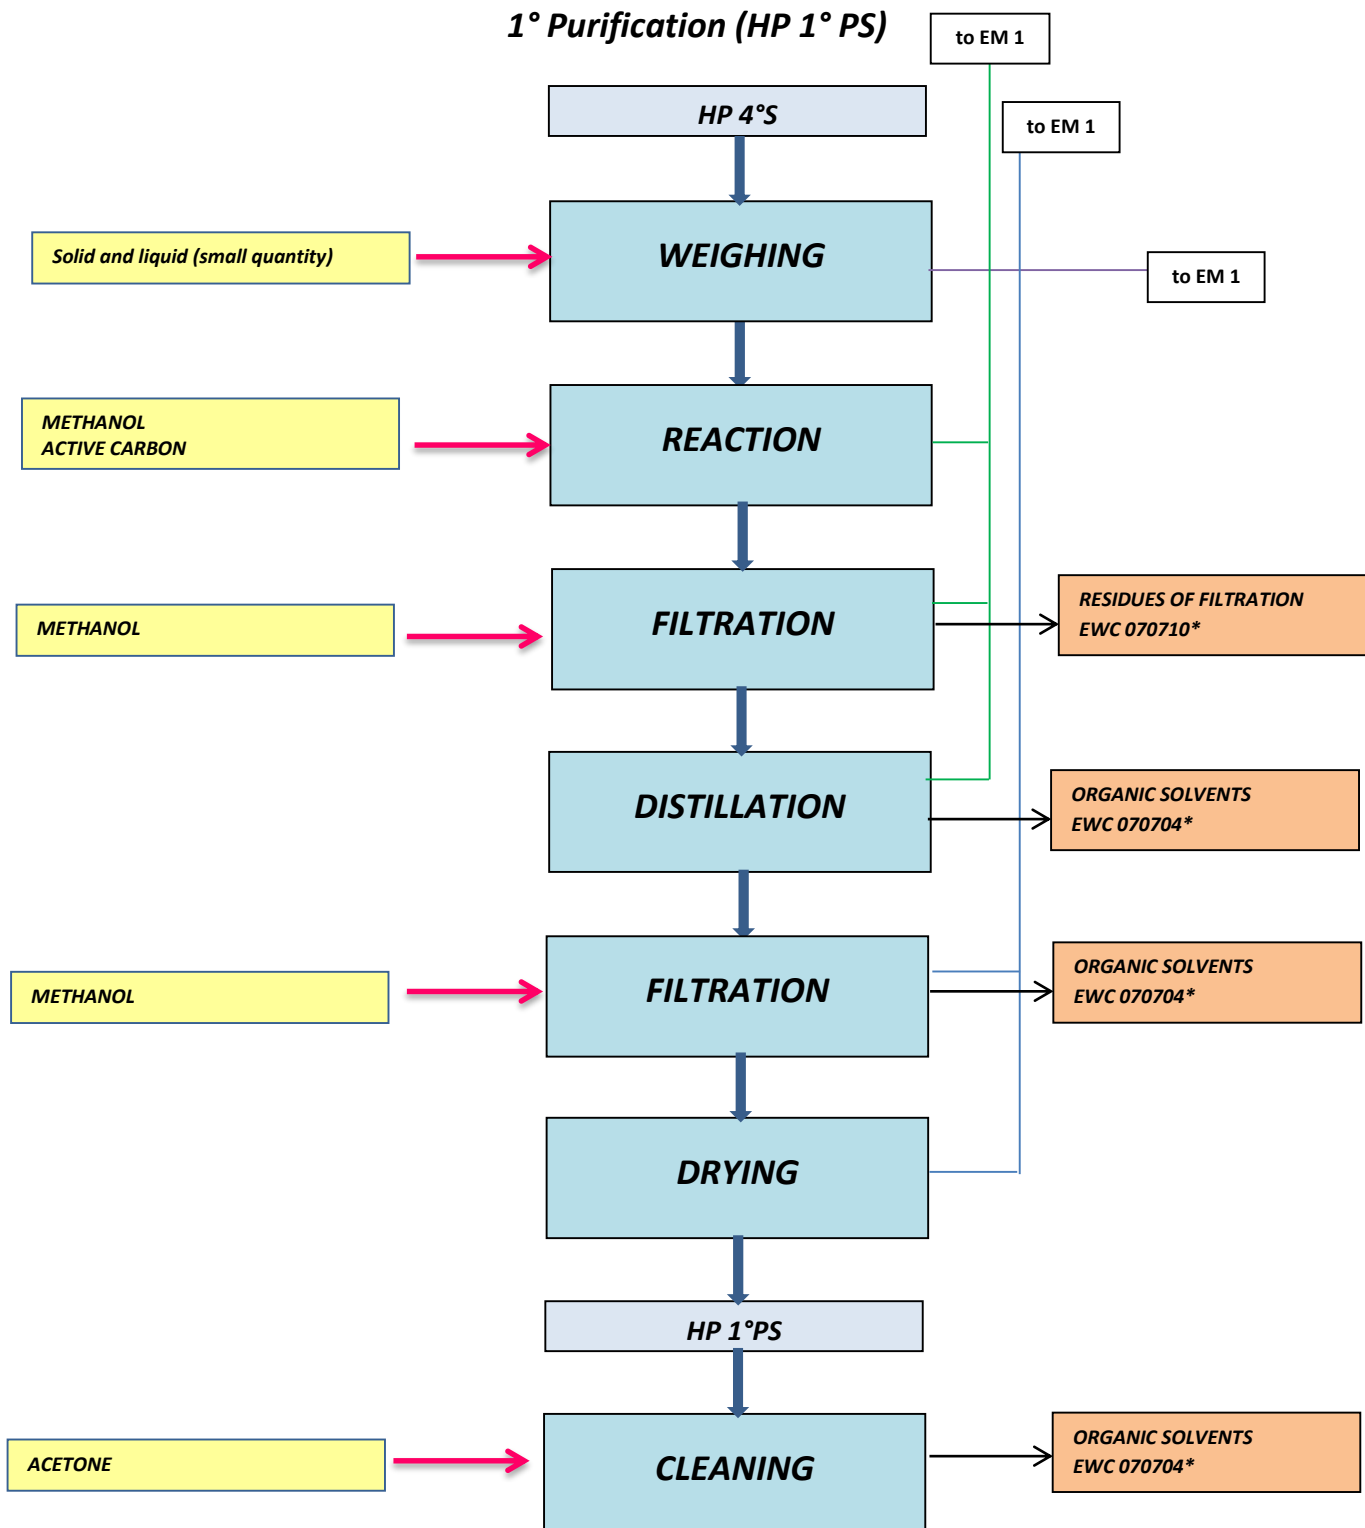 1° Purification (HP 1° PS)
to EM 1
HP 4°S
to EM 1
Solid and liquid (small quantity)
WEIGHING
to EM 1
METHANOL
ACTIVE CARBON
REACTION
METHANOL
FILTRATION
RESIDUES OF FILTRATION
EWC 070710*
DISTILLATION
ORGANIC SOLVENTS
EWC 070704*
METHANOL
FILTRATION
ORGANIC SOLVENTS
EWC 070704*
DRYING
HP 1°PS
ACETONE
CLEANING
ORGANIC SOLVENTS
EWC 070704*